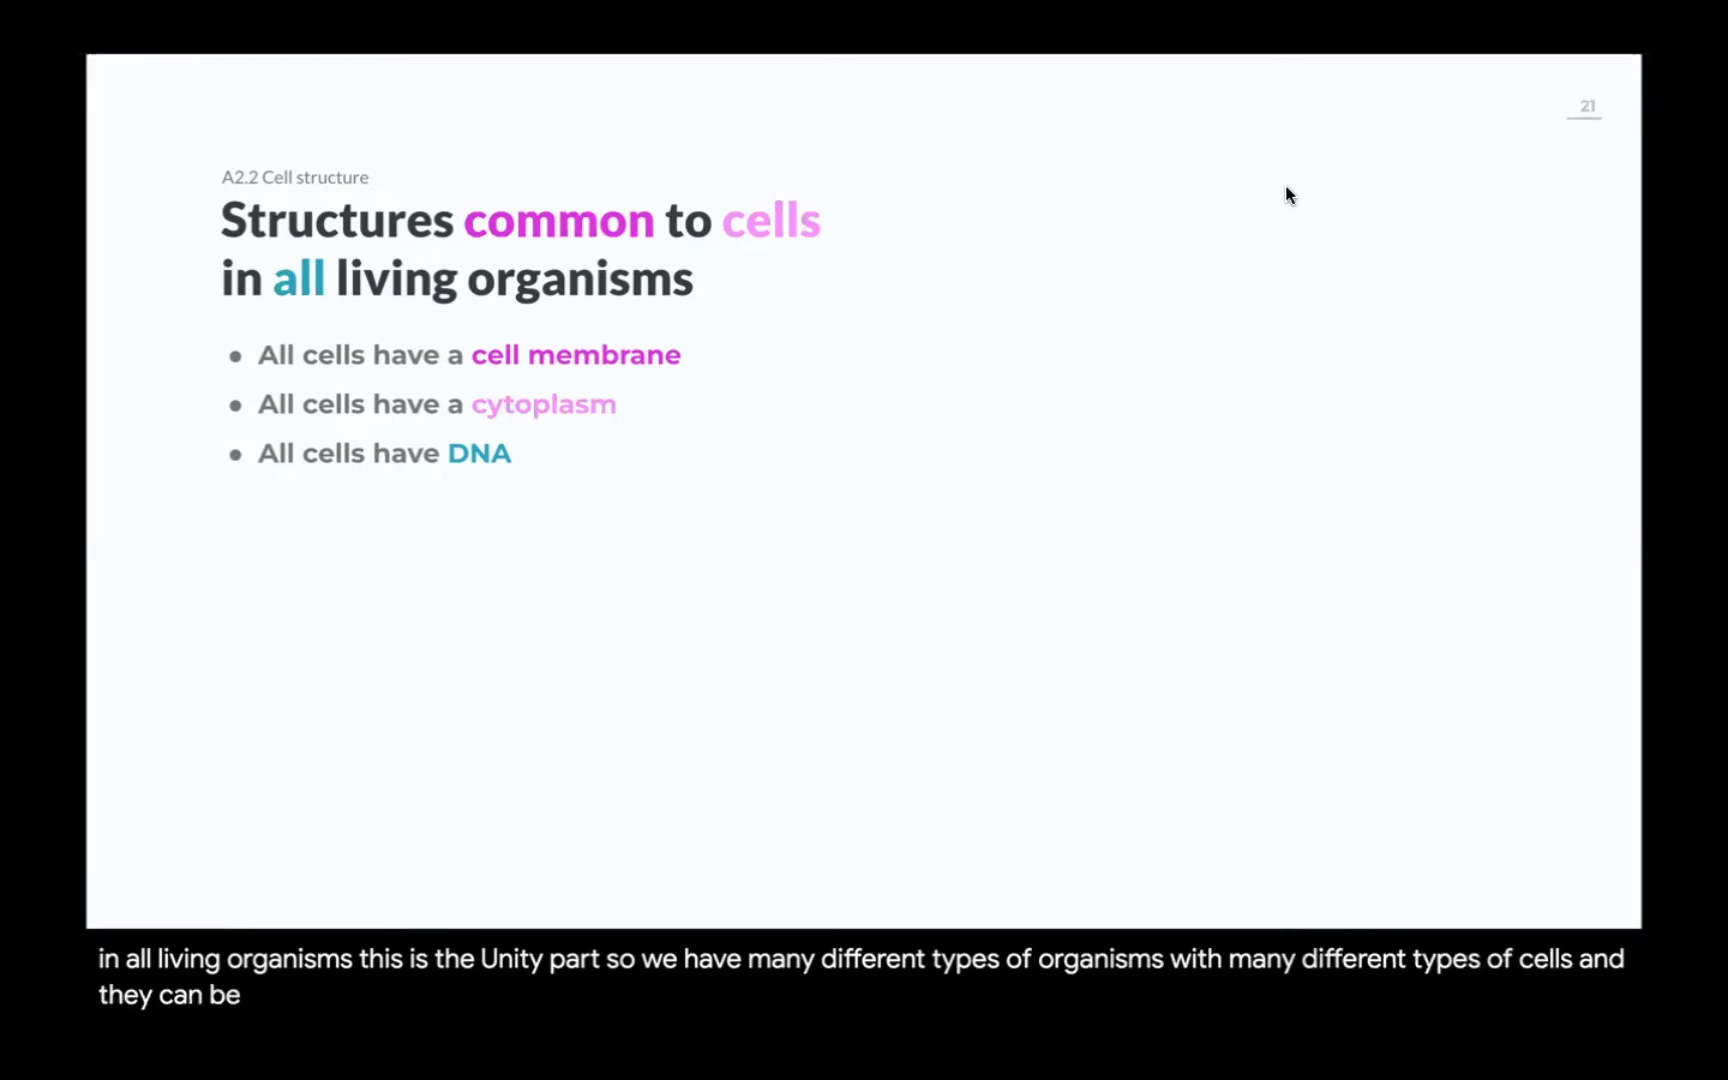 21
A2.2 Cell structure
Structures common to cells
in all living organisms
● All cells have a cell membrane
● All cells have a cytoplasm
● All cells have DNA
in all living organisms this is the Unity part so we have many different types of organisms with many different types of cells and
they can be